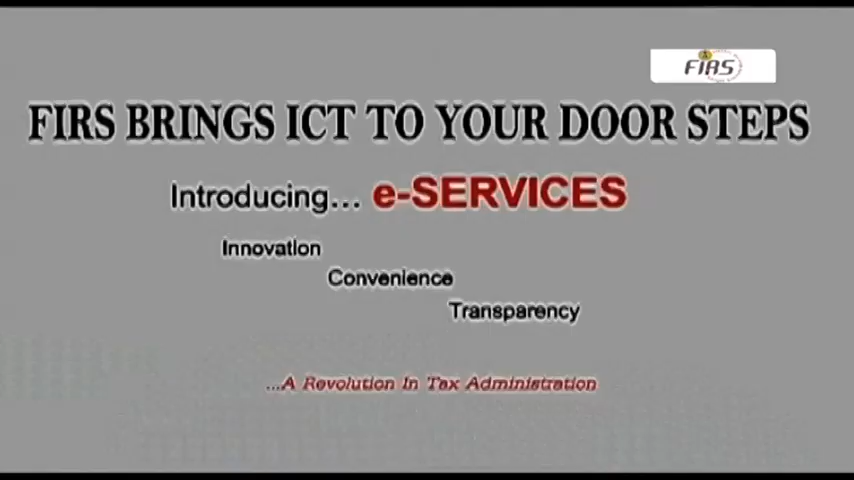 FIRS
FIRS BRINGS ICT TO YOUR DOOR STEPS
Introducing... e-SERVICES
Innovation
Convenience
Transparency
...A Revolution In Tax Administration